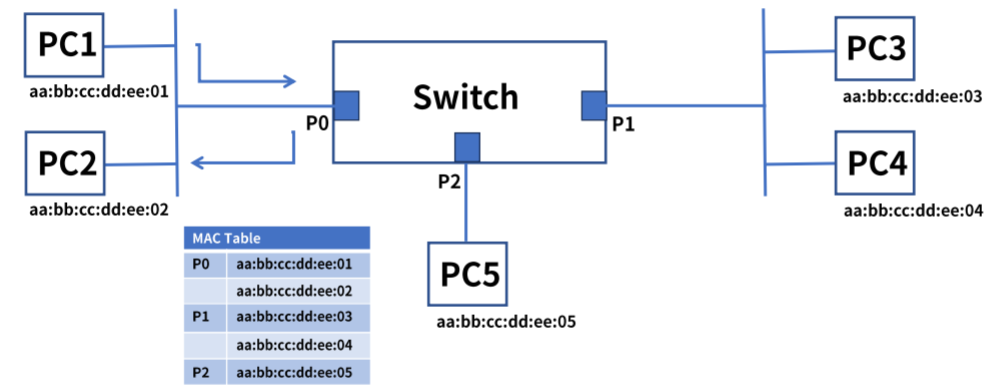 PC1
aa:bb:cc:dd:ee:01
PC2
aa:bb:cc:dd:ee:02
Switch
P0
P1
P2
PC3
aa:bb:cc:dd:ee:03
PC4
aa:bb:cc:dd:ee:04
PC5
aa:bb:cc:dd:ee:05
MAC Table
P0 aa:bb:cc:dd:ee:01
aa:bb:cc:dd:ee:02
P1 aa:bb:cc:dd:ee:03
aa:bb:cc:dd:ee:04
P2 aa:bb:cc:dd:ee:05